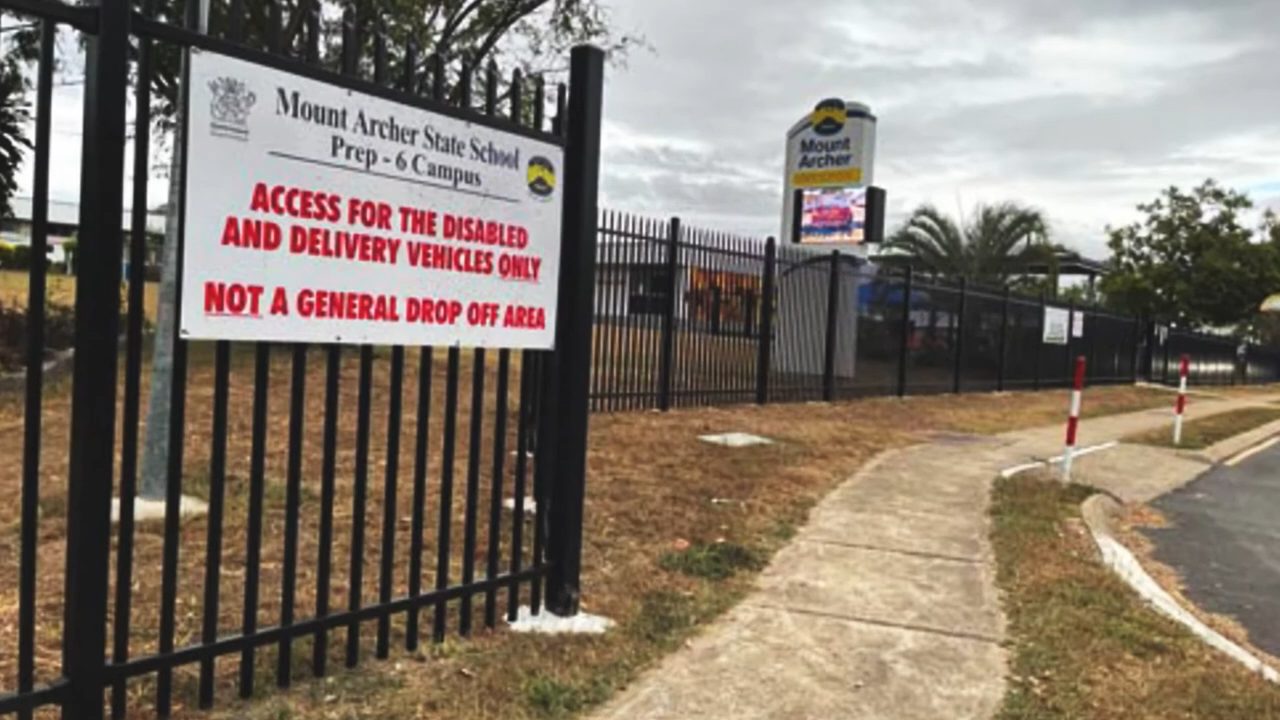 Mount Archer State School
Prep - 6 Campus
ACCESS FOR THE DISABLED
AND DELIVERY VEHICLES ONLY
NOT A GENERAL DROP OFF AREA
Mount
Archer